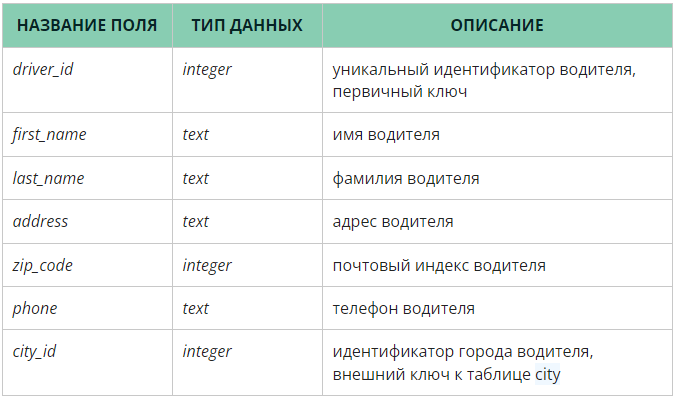 НАЗВАНИЕ ПОЛЯ ТИП ДАННЫХ ОПИСАНИЕ
driver_id integer уникальный идентификатор водителя,
первичный ключ
first_name text имя водителя
last_name text фамилия водителя
address text адрес водителя
zip_code integer почтовый индекс водителя
phone text телефон водителя
city_id integer идентификатор города водителя,
внешний ключ к таблице city